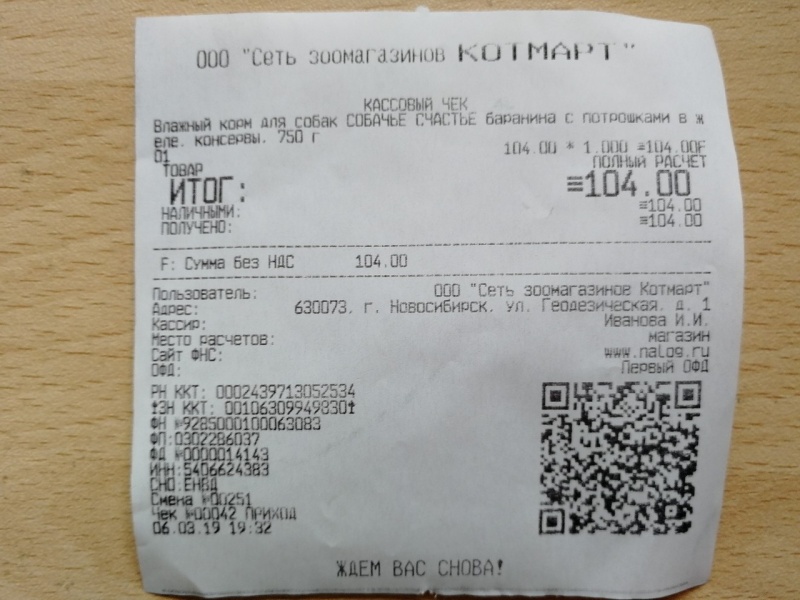 ООО "Сеть зоомагазинов КОТМАРТ"
КАССОВЫЙ ЧЕК
Влажный корм для собак СОБАЧЬЕ СЧАСТЬЕ баранина с потрошками в ж
еле. консервы. 750 г
104.00 * 1.000 ≡104.00F
01
ПОЛНЫЙ РАСЧЕТ
ТОВАР
ИТОГ: ≡104.00
НАЛИЧНЫМИ: ≡104.00
ПОЛУЧЕНО: ≡104.00
F: Сумма без НДС 104.00
Пользователь: ООО "Сеть зоомагазинов Котмарт"
Адрес: 630073, г. Новосибирск, ул. Геодезическая, д. 1
Кассир: Иванова И.И.
Место расчетов: магазин
Сайт ФНС: www.nalog.ru
ОФД: Первый ОФД
РН ККТ: 0002439713052534
ЗН ККТ: 00106309949830
ФН №9285000100063083
ФП:0302286037
ФД №0000014143
ИНН:5406624383
СНО:ЕНВД
Смена №00251
Чек №00042 ПРИХОД
06.03.19 19:32
ЖДЕМ ВАС СНОВА!